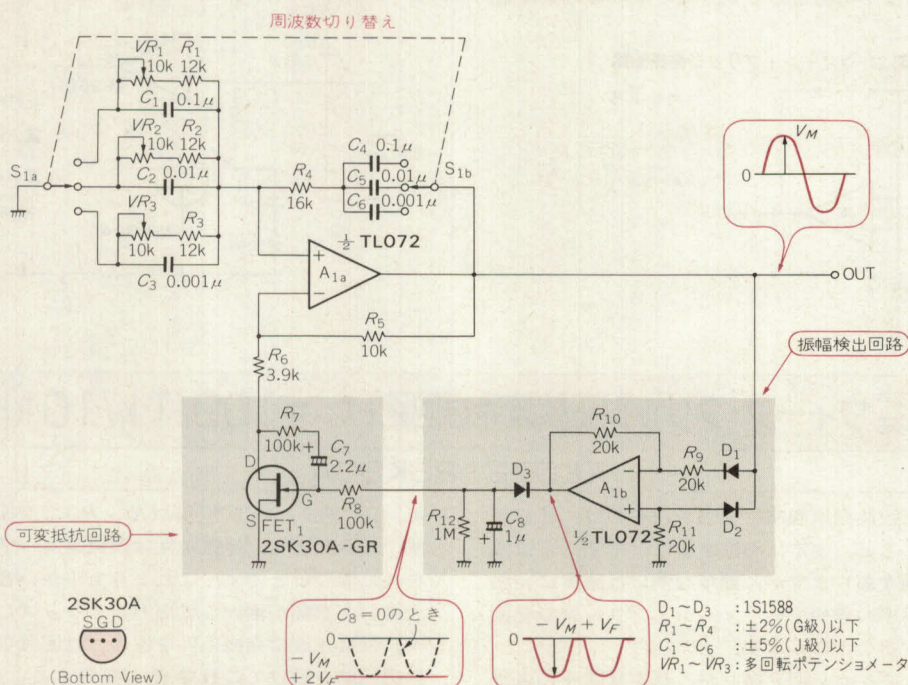 周波数切り替え
VR1
10k
R1
12k
C1
0.1μ
VR2
10k
R2
12k
C2
0.01μ
VR3
10k
R3
12k
C3
0.001μ
S1a
R4
16k
C4
0.1μ
C5
0.01μ
C6
0.001μ
S1b
½ TL072
+
A1a
−
R5
10k
R6
3.9k
VM
0
OUT
振幅検出回路
R7
100k
+
C7
2.2μ
D
G
S
FET1
2SK30A-GR
R8
100k
R12
1M
C8
+
1μ
D3
R10
20k
−
A1b
+
½TL072
R9
20k
D1
D2
R11
20k
可変抵抗回路
2SK30A
S G D
(Bottom View)
C8=0のとき
0
−VM
+2VF
−VM+VF
0
D1〜D3 :1S1588
R1〜R4 :±2%(G級)以下
C1〜C6 :±5%(J級)以下
VR1〜VR3:多回転ポテンショメータ